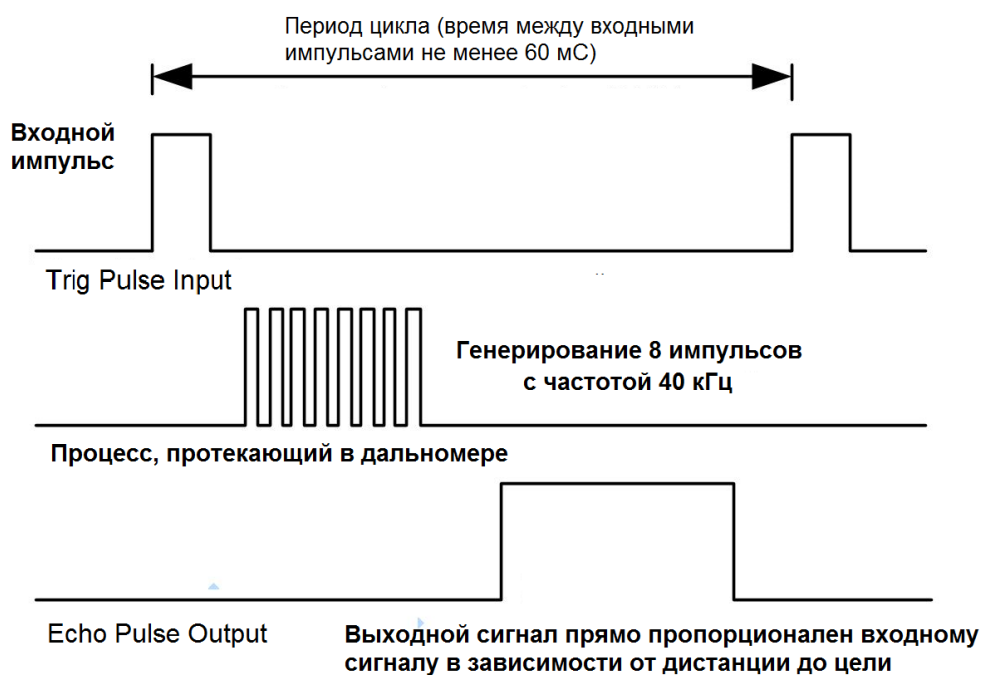 Период цикла (время между входными
импульсами не менее 60 мС)
Входной
импульс
Trig Pulse Input
Генерирование 8 импульсов
с частотой 40 кГц
Процесс, протекающий в дальномере
Echo Pulse Output
Выходной сигнал прямо пропорционален входному
сигналу в зависимости от дистанции до цели